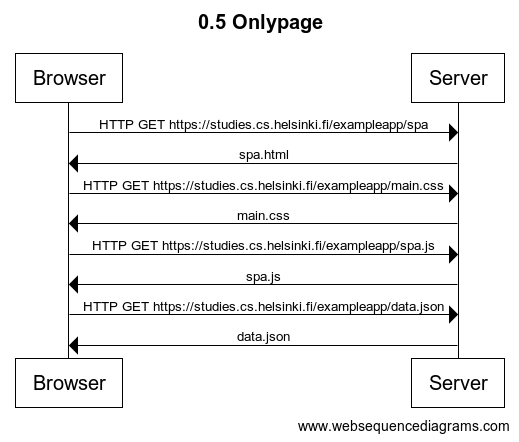 0.5 Onlypage
Browser Server
HTTP GET https://studies.cs.helsinki.fi/exampleapp/spa
spa.html
HTTP GET https://studies.cs.helsinki.fi/exampleapp/main.css
main.css
HTTP GET https://studies.cs.helsinki.fi/exampleapp/spa.js
spa.js
HTTP GET https://studies.cs.helsinki.fi/exampleapp/data.json
data.json
Browser Server
www.websequencediagrams.com